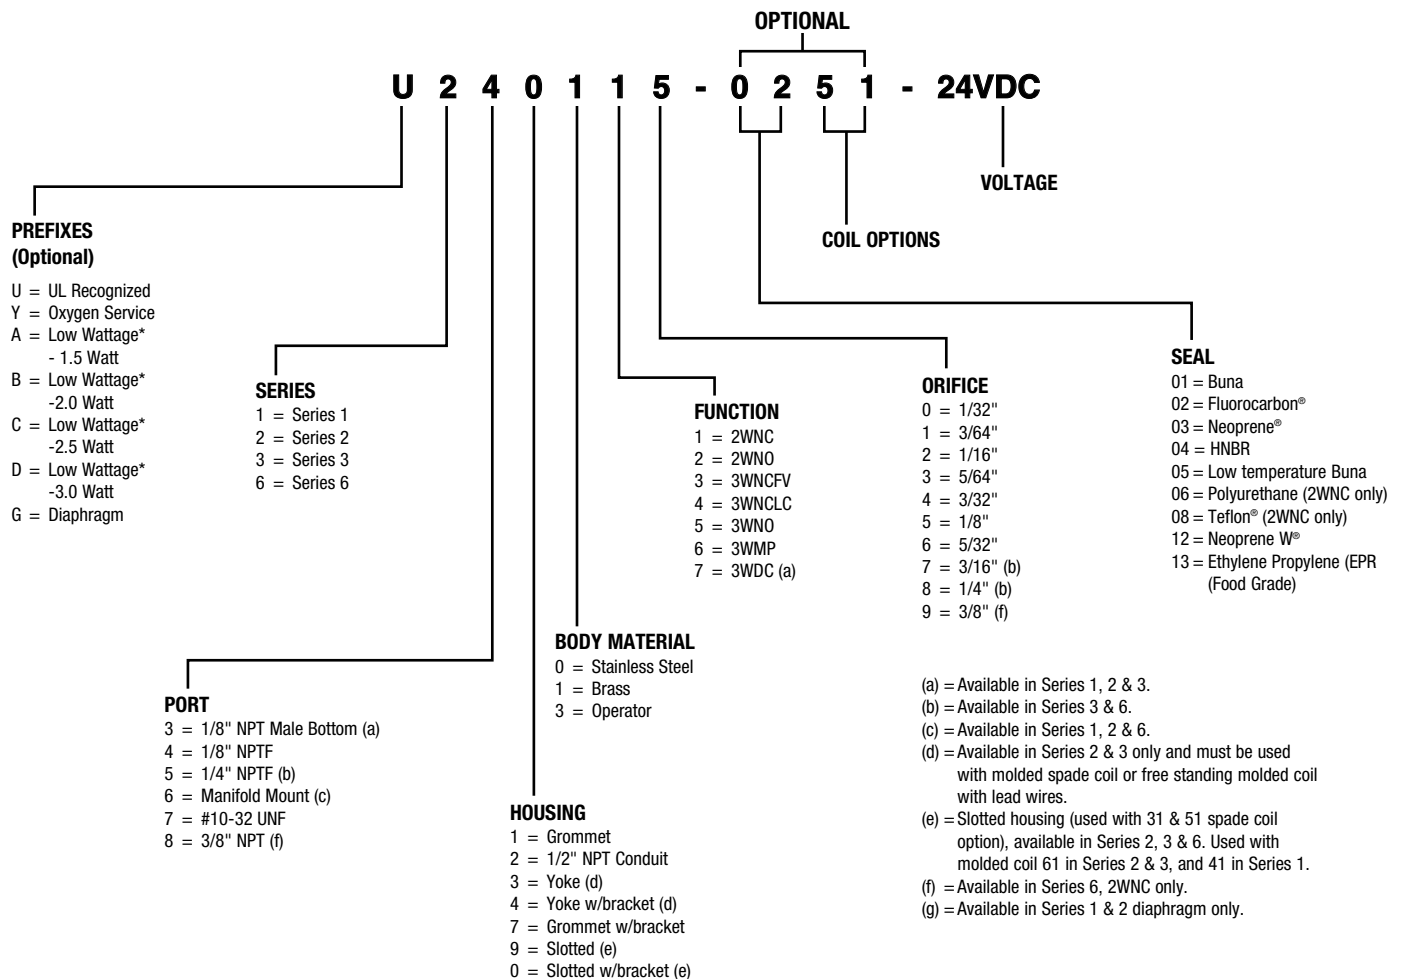 OPTIONAL
U 2 4 0 1 1 5 - 0 2 5 1 - 24VDC
VOLTAGE
COIL OPTIONS
PREFIXES
(Optional)
U = UL Recognized
Y = Oxygen Service
A = Low Wattage*
- 1.5 Watt
B = Low Wattage*
-2.0 Watt
C = Low Wattage*
-2.5 Watt
D = Low Wattage*
-3.0 Watt
G = Diaphragm
SERIES
1 = Series 1
2 = Series 2
3 = Series 3
6 = Series 6
FUNCTION
1 = 2WNC
2 = 2WNO
3 = 3WNCFV
4 = 3WNCLC
5 = 3WNO
6 = 3WMP
7 = 3WDC (a)
ORIFICE
0 = 1/32"
1 = 3/64"
2 = 1/16"
3 = 5/64"
4 = 3/32"
5 = 1/8"
6 = 5/32"
7 = 3/16" (b)
8 = 1/4" (b)
9 = 3/8" (f)
SEAL
01 = Buna
02 = Fluorocarbon®
03 = Neoprene®
04 = HNBR
05 = Low temperature Buna
06 = Polyurethane (2WNC only)
08 = Teflon® (2WNC only)
12 = Neoprene W®
13 = Ethylene Propylene (EPR
(Food Grade)
BODY MATERIAL
0 = Stainless Steel
1 = Brass
3 = Operator
PORT
3 = 1/8" NPT Male Bottom (a)
4 = 1/8" NPTF
5 = 1/4" NPTF (b)
6 = Manifold Mount (c)
7 = #10-32 UNF
8 = 3/8" NPT (f)
HOUSING
1 = Grommet
2 = 1/2" NPT Conduit
3 = Yoke (d)
4 = Yoke w/bracket (d)
7 = Grommet w/bracket
9 = Slotted (e)
0 = Slotted w/bracket (e)
(a) = Available in Series 1, 2 & 3.
(b) = Available in Series 3 & 6.
(c) = Available in Series 1, 2 & 6.
(d) = Available in Series 2 & 3 only and must be used
with molded spade coil or free standing molded coil
with lead wires.
(e) = Slotted housing (used with 31 & 51 spade coil
option), available in Series 2, 3 & 6. Used with
molded coil 61 in Series 2 & 3, and 41 in Series 1.
(f) = Available in Series 6, 2WNC only.
(g) = Available in Series 1 & 2 diaphragm only.